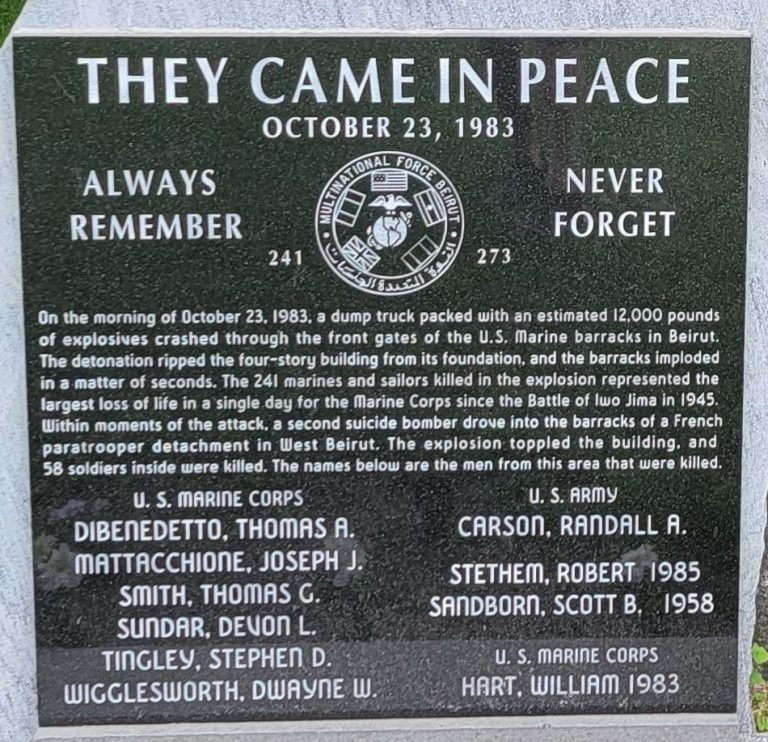 THEY CAME IN PEACE
OCTOBER 23, 1983
ALWAYS
REMEMBER
NEVER
FORGET
MULTINATIONAL FORCE BEIRUT
241
273
On the morning of October 23, 1983, a dump truck packed with an estimated 12,000 pounds
of explosives crashed through the front gates of the U.S. Marine barracks in Beirut.
The detonation ripped the four-story building from its foundation, and the barracks imploded
in a matter of seconds. The 241 marines and sailors killed in the explosion represented the
largest loss of life in a single day for the Marine Corps since the Battle of Iwo Jima in 1945.
Within moments of the attack, a second suicide bomber drove into the barracks of a French
paratrooper detachment in West Beirut. The explosion toppled the building, and
58 soldiers inside were killed. The names below are the men from this area that were killed.
U. S. MARINE CORPS
DIBENEDETTO, THOMAS A.
MATTACCHIONE, JOSEPH J.
SMITH, THOMAS G.
SUNDAR, DEVON L.
TINGLEY, STEPHEN D.
WIGGLESWORTH, DWAYNE W.
U. S. ARMY
CARSON, RANDALL A.
STETHEM, ROBERT 1985
SANDBORN, SCOTT B. 1958
U. S. MARINE CORPS
HART, WILLIAM 1983